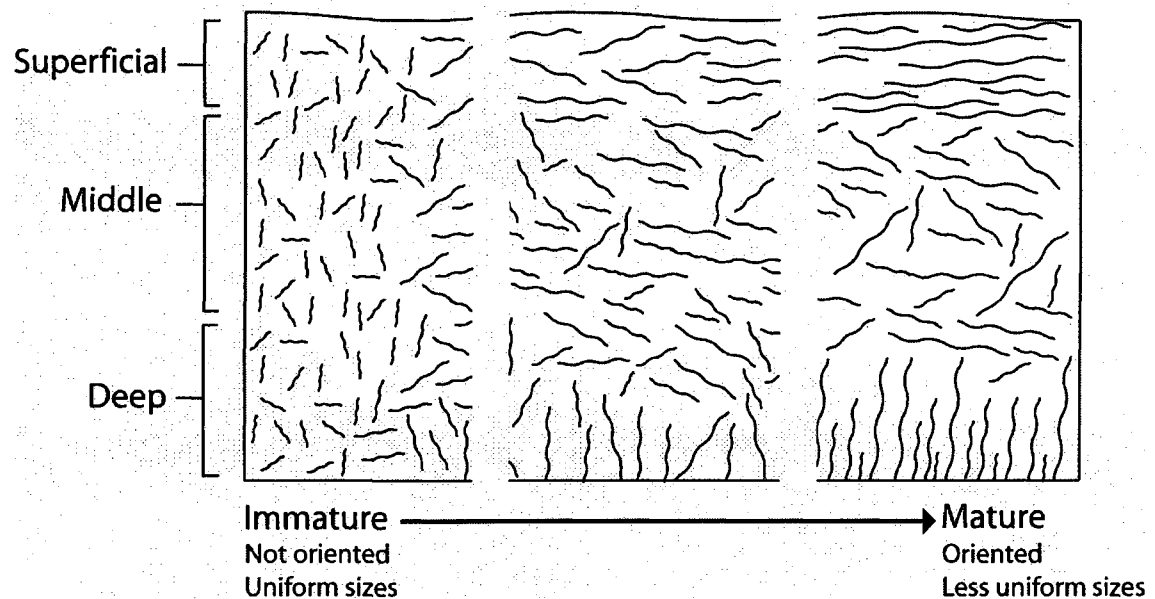 Superficial
Middle
Deep
Immature
Not oriented
Uniform sizes
Mature
Oriented
Less uniform sizes